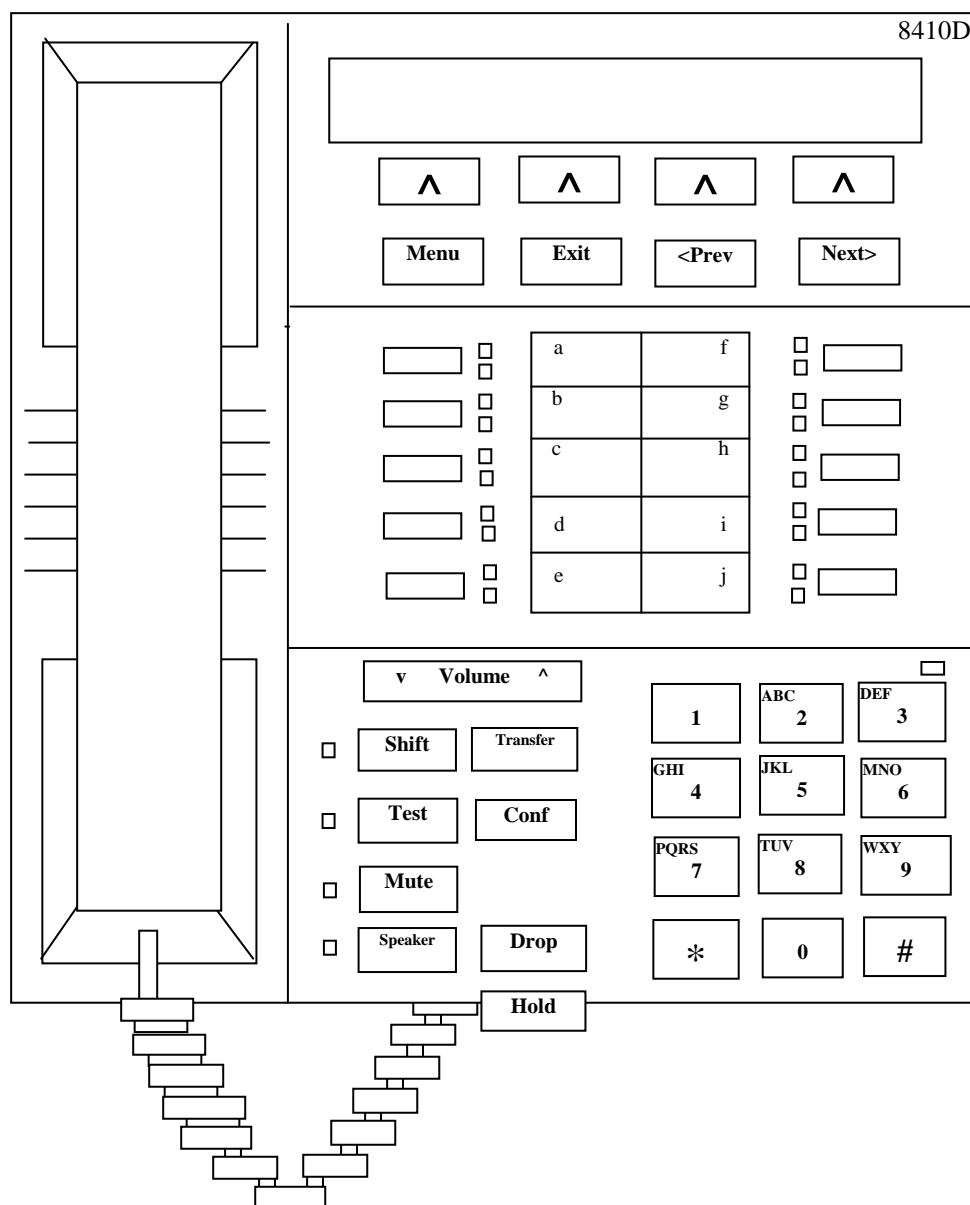 8410D
^ ^ ^ ^
Menu Exit <Prev Next>
a f
b g
c h
d i
e j
v Volume ^
Shift Transfer
Test Conf
Mute
Speaker Drop
Hold
1 ABC 2 DEF 3
GHI 4 JKL 5 MNO 6
PQRS 7 TUV 8 WXY 9
* 0 #